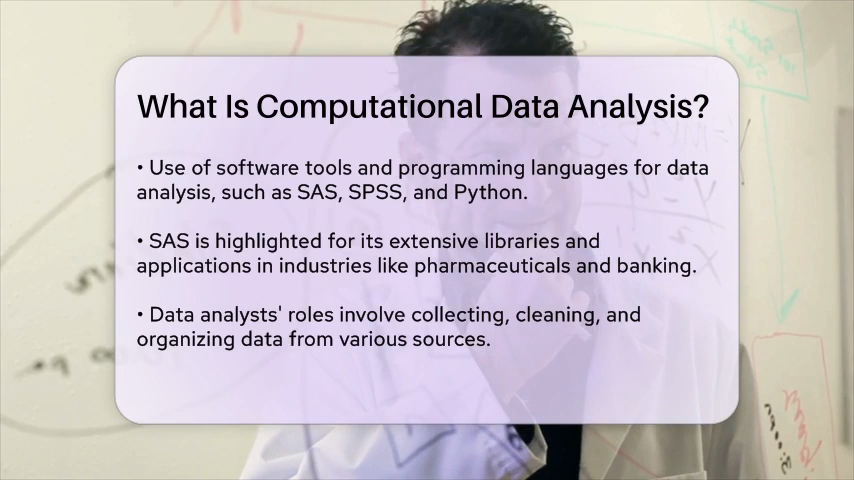 What Is Computational Data Analysis?
• Use of software tools and programming languages for data
analysis, such as SAS, SPSS, and Python.
• SAS is highlighted for its extensive libraries and
applications in industries like pharmaceuticals and banking.
• Data analysts' roles involve collecting, cleaning, and
organizing data from various sources.